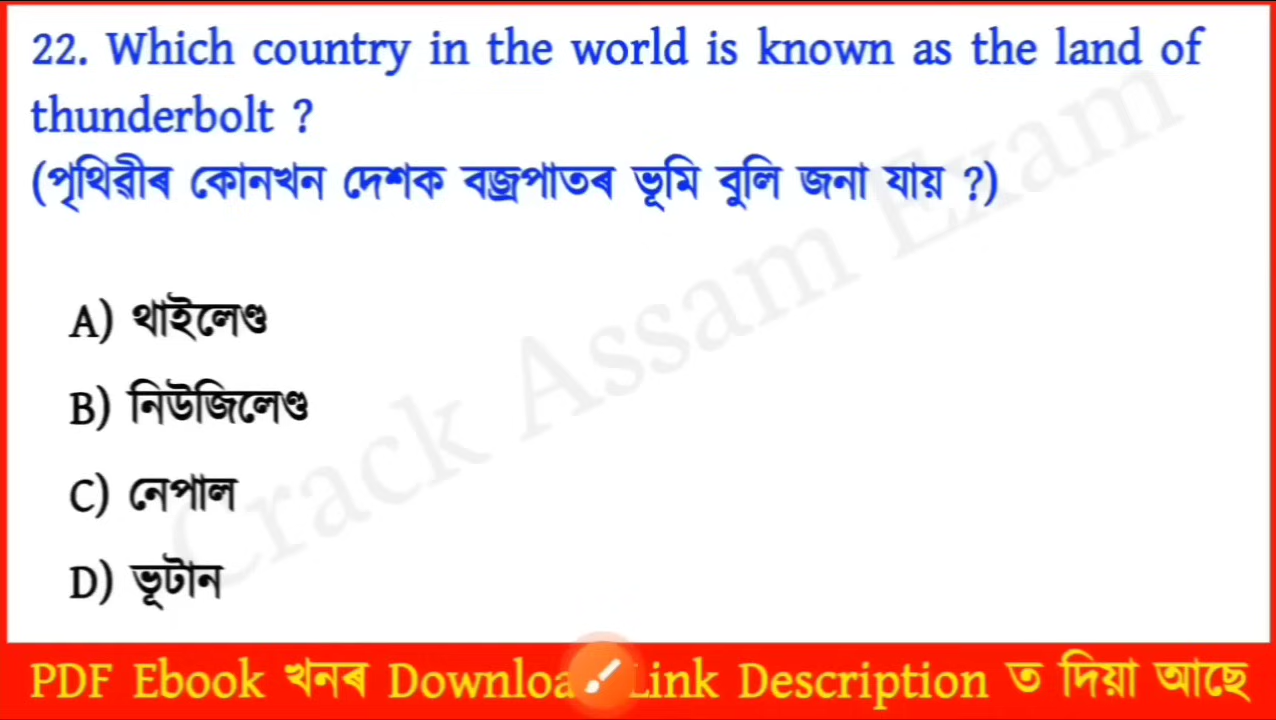 22. Which country in the world is known as the land of
thunderbolt ?
(পৃথিৱীৰ কোনখন দেশক বজ্ৰপাতৰ ভূমি বুলি জনা যায় ?)
A) থাইলেণ্ড
B) নিউজিলেণ্ড
C) নেপাল
D) ভূটান
Crack Assam Exam
PDF Ebook খনৰ Downloa Link Description ত দিয়া আছে